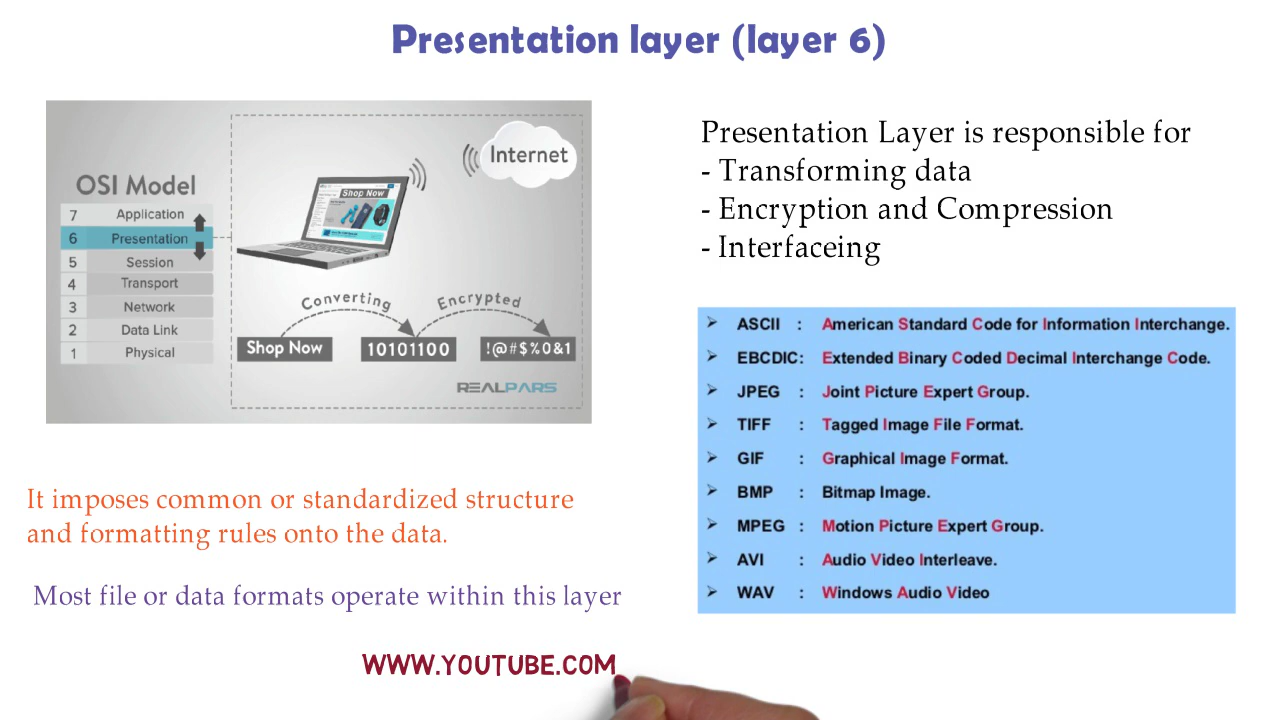 Presentation layer (layer 6)
OSI Model
7 Application
6 Presentation
5 Session
4 Transport
3 Network
2 Data Link
1 Physical
Internet
Shop Now
Converting
Encrypted
Shop Now
10101100
!@#$%0&1
REALPARS
Presentation Layer is responsible for
- Transforming data
- Encryption and Compression
- Interfaceing
➢ ASCII : American Standard Code for Information Interchange.
➢ EBCDIC: Extended Binary Coded Decimal Interchange Code.
➢ JPEG : Joint Picture Expert Group.
➢ TIFF : Tagged Image File Format.
➢ GIF : Graphical Image Format.
➢ BMP : Bitmap Image.
➢ MPEG : Motion Picture Expert Group.
➢ AVI : Audio Video Interleave.
➢ WAV : Windows Audio Video
It imposes common or standardized structure
and formatting rules onto the data.
Most file or data formats operate within this layer
WWW.YOUTUBE.COM